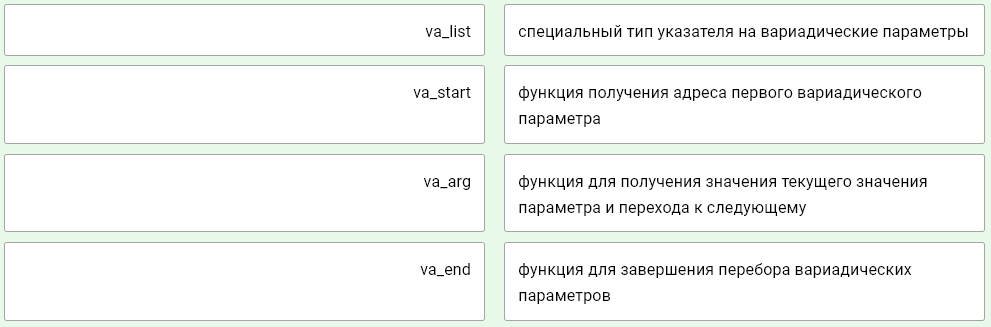 va_list
специальный тип указателя на вариадические параметры
va_start
функция получения адреса первого вариадического
параметра
va_arg
функция для получения значения текущего значения
параметра и перехода к следующему
va_end
функция для завершения перебора вариадических
параметров